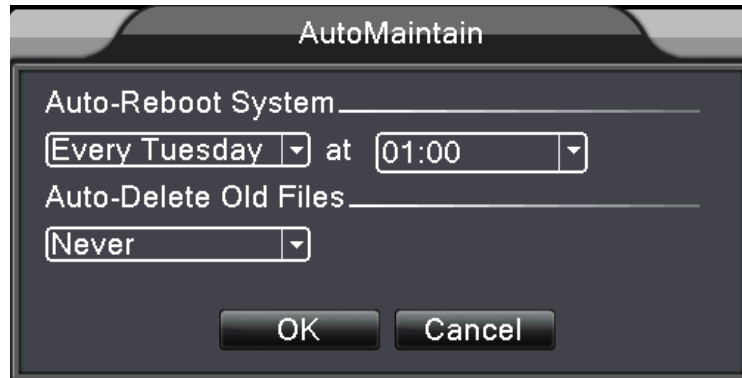 AutoMaintain
Auto-Reboot System
Every Tuesday at 01:00
Auto-Delete Old Files
Never
OK Cancel